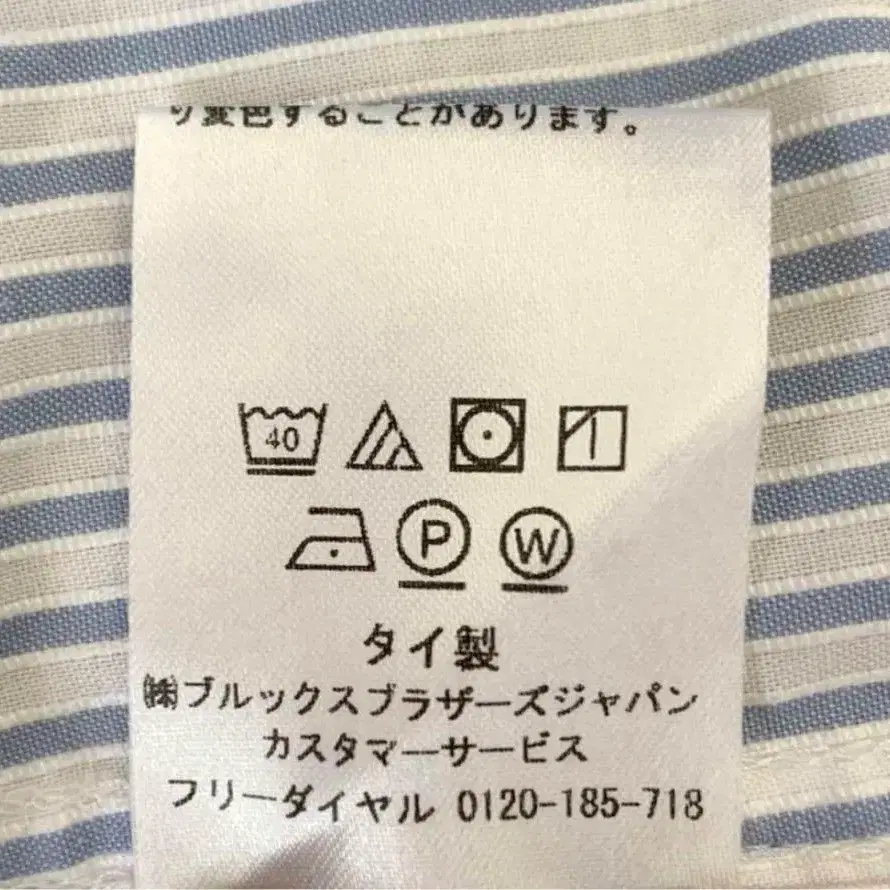 り変色することがあります。
40
P W
タイ製
㈱ブルックスブラザーズジャパン
カスタマーサービス
フリーダイヤル 0120-185-718